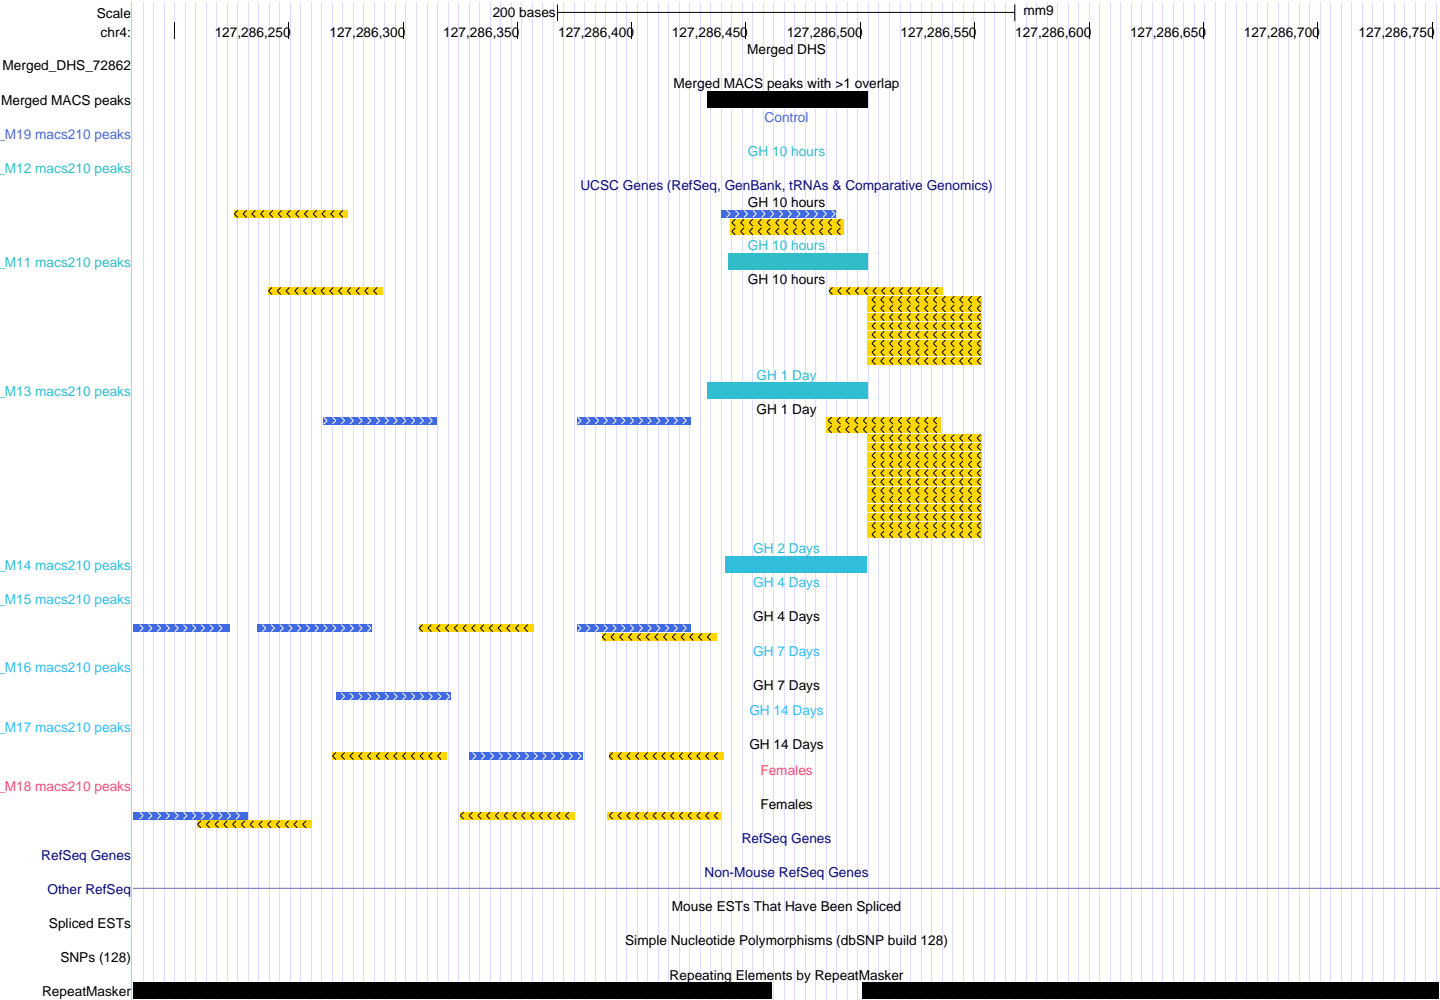 Scale 200 bases mm9
chr4: 127,286,250 127,286,300 127,286,350 127,286,400 127,286,450 127,286,500 127,286,550 127,286,600 127,286,650 127,286,700 127,286,750
Merged DHS
Merged_DHS_72862
Merged MACS peaks with >1 overlap
Merged MACS peaks
Control
_M19 macs210 peaks
GH 10 hours
_M12 macs210 peaks
UCSC Genes (RefSeq, GenBank, tRNAs & Comparative Genomics)
GH 10 hours
GH 10 hours
_M11 macs210 peaks
GH 10 hours
GH 1 Day
_M13 macs210 peaks
GH 1 Day
GH 2 Days
_M14 macs210 peaks
GH 4 Days
_M15 macs210 peaks
GH 4 Days
GH 7 Days
_M16 macs210 peaks
GH 7 Days
GH 14 Days
_M17 macs210 peaks
GH 14 Days
Females
_M18 macs210 peaks
Females
RefSeq Genes
RefSeq Genes
Non-Mouse RefSeq Genes
Other RefSeq
Mouse ESTs That Have Been Spliced
Spliced ESTs
Simple Nucleotide Polymorphisms (dbSNP build 128)
SNPs (128)
Repeating Elements by RepeatMasker
RepeatMasker